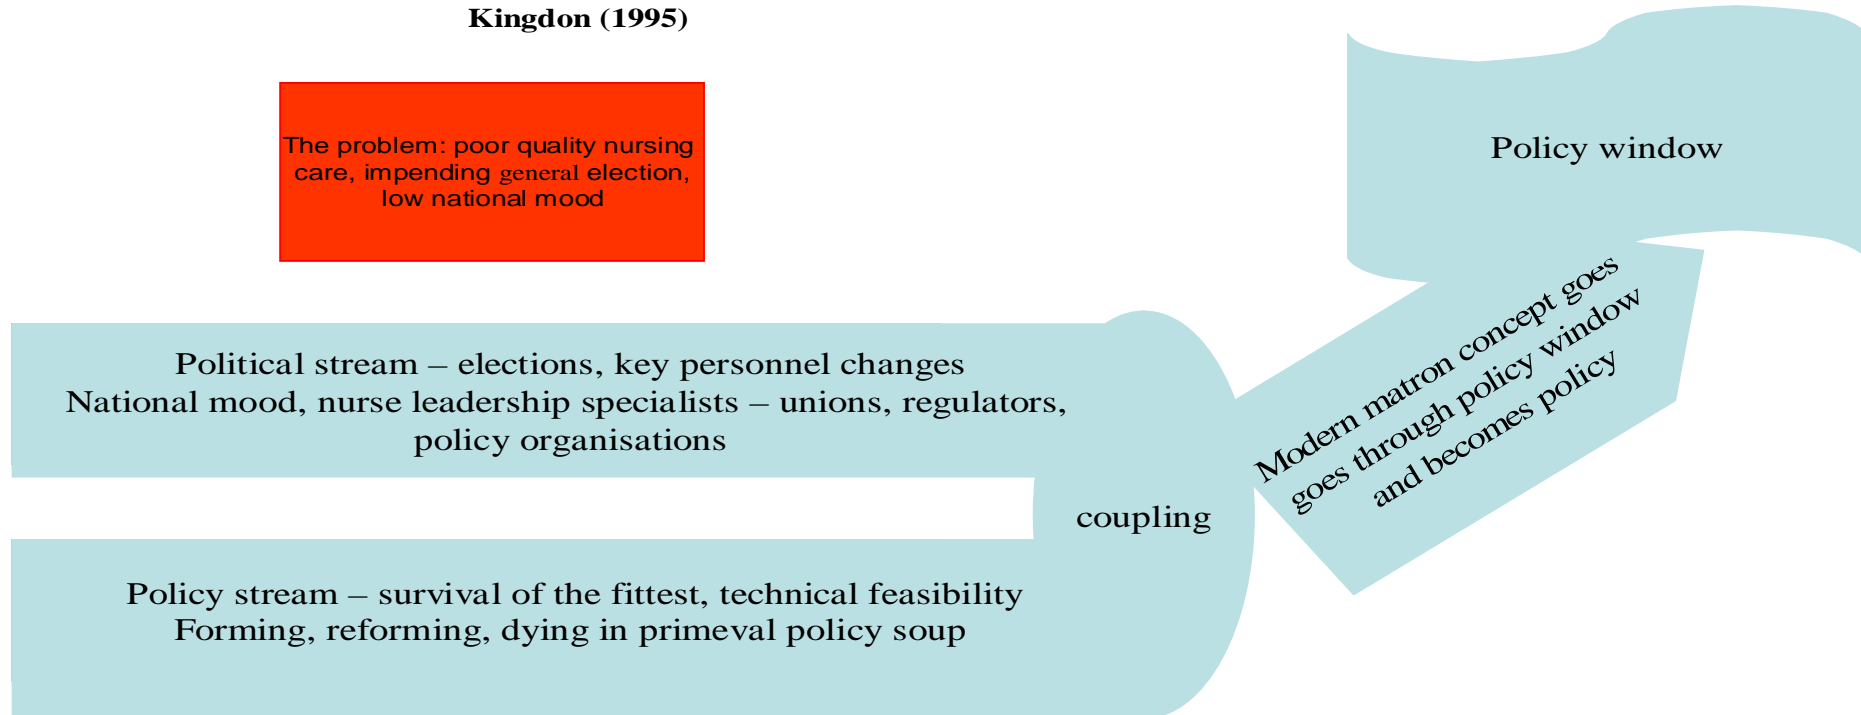 Kingdon (1995)
The problem: poor quality nursing
care, impending general election,
low national mood
Policy window
Modern matron concept goes
goes through policy window
and becomes policy
Political stream – elections, key personnel changes
National mood, nurse leadership specialists – unions, regulators,
policy organisations
coupling
Policy stream – survival of the fittest, technical feasibility
Forming, reforming, dying in primeval policy soup